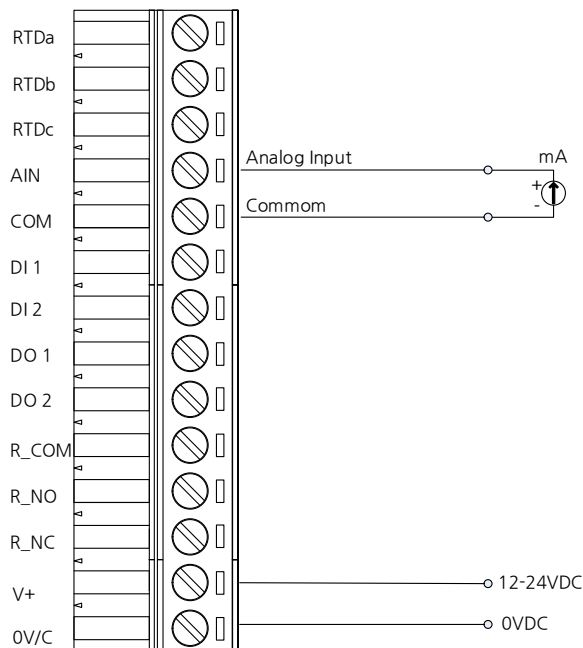 RTDa
RTDb
RTDc
AIN
COM
DI 1
DI 2
DO 1
DO 2
R_COM
R_NO
R_NC
V+
0V/C
Analog Input
Commom
mA
+
-
12-24VDC
0VDC